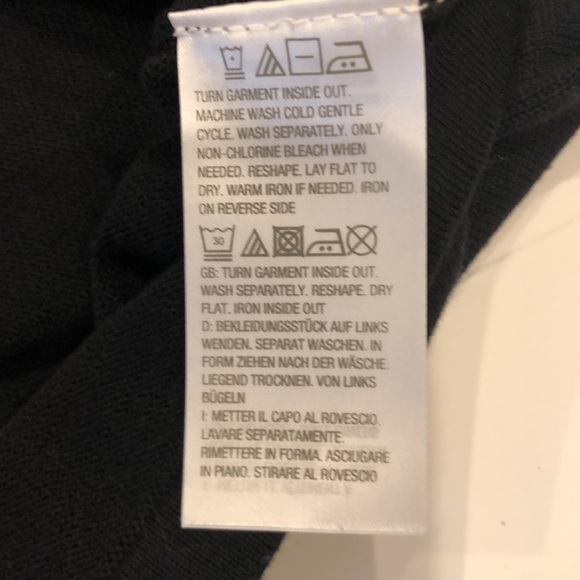 TURN GARMENT INSIDE OUT.
MACHINE WASH COLD GENTLE
CYCLE. WASH SEPARATELY. ONLY
NON-CHLORINE BLEACH WHEN
NEEDED. RESHAPE. LAY FLAT TO
DRY. WARM IRON IF NEEDED. IRON
ON REVERSE SIDE
30
GB: TURN GARMENT INSIDE OUT.
WASH SEPARATELY. RESHAPE. DRY
FLAT. IRON INSIDE OUT
D: BEKLEIDUNGSSTÜCK AUF LINKS
WENDEN. SEPARAT WASCHEN. IN
FORM ZIEHEN NACH DER WÄSCHE.
LIEGEND TROCKNEN. VON LINKS
BÜGELN
I: METTER IL CAPO AL ROVESCIO.
LAVARE SEPARATAMENTE.
RIMETTERE IN FORMA. ASCIUGARE
IN PIANO. STIRARE AL ROVESCIO